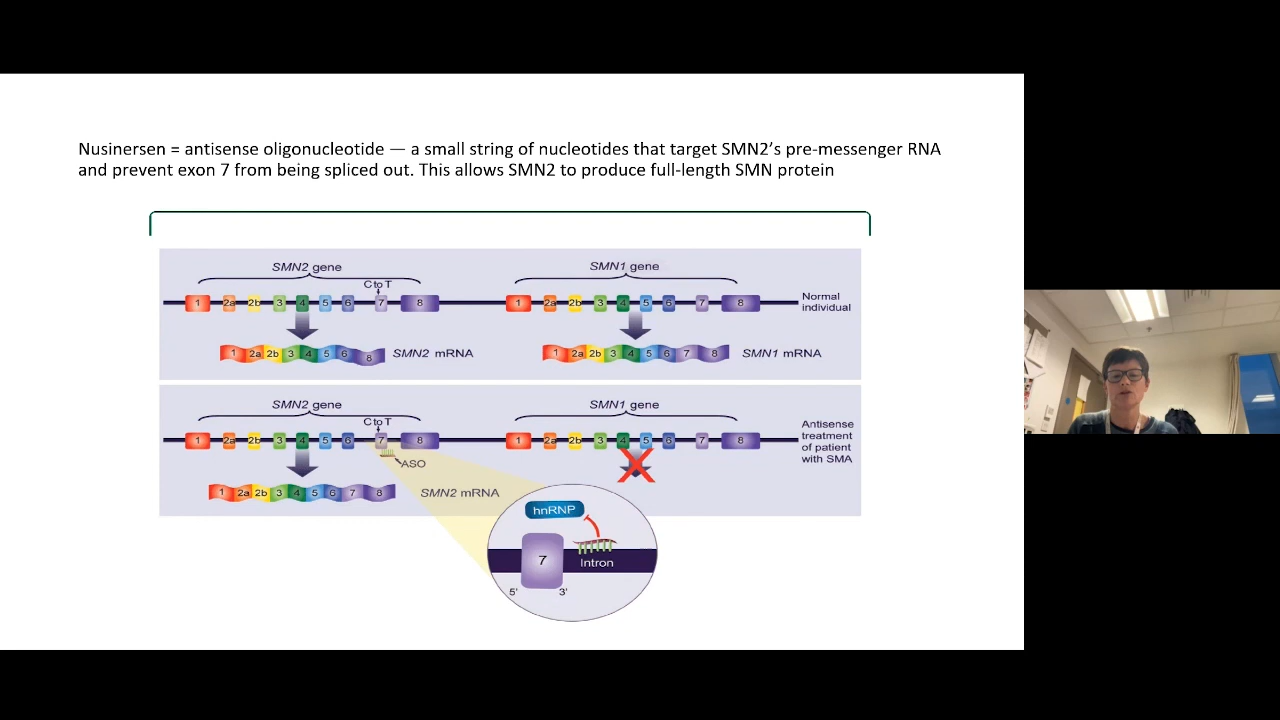 Nusinersen = antisense oligonucleotide — a small string of nucleotides that target SMN2's pre-messenger RNA
and prevent exon 7 from being spliced out. This allows SMN2 to produce full-length SMN protein
SMN2 gene
C to T
1 2a 2b 3 4 5 6 7 8
1 2a 2b 3 4 5 6 8
SMN2 mRNA
SMN1 gene
1 2a 2b 3 4 5 6 7 8
1 2a 2b 3 4 5 6 7 8
SMN1 mRNA
Normal
individual
SMN2 gene
C to T
1 2a 2b 3 4 5 6 7 8
ASO
1 2a 2b 3 4 5 6 7 8
SMN2 mRNA
SMN1 gene
1 2a 2b 3 4 5 6 7 8
Antisense
treatment
of patient
with SMA
hnRNP
7
Intron
5'
3'